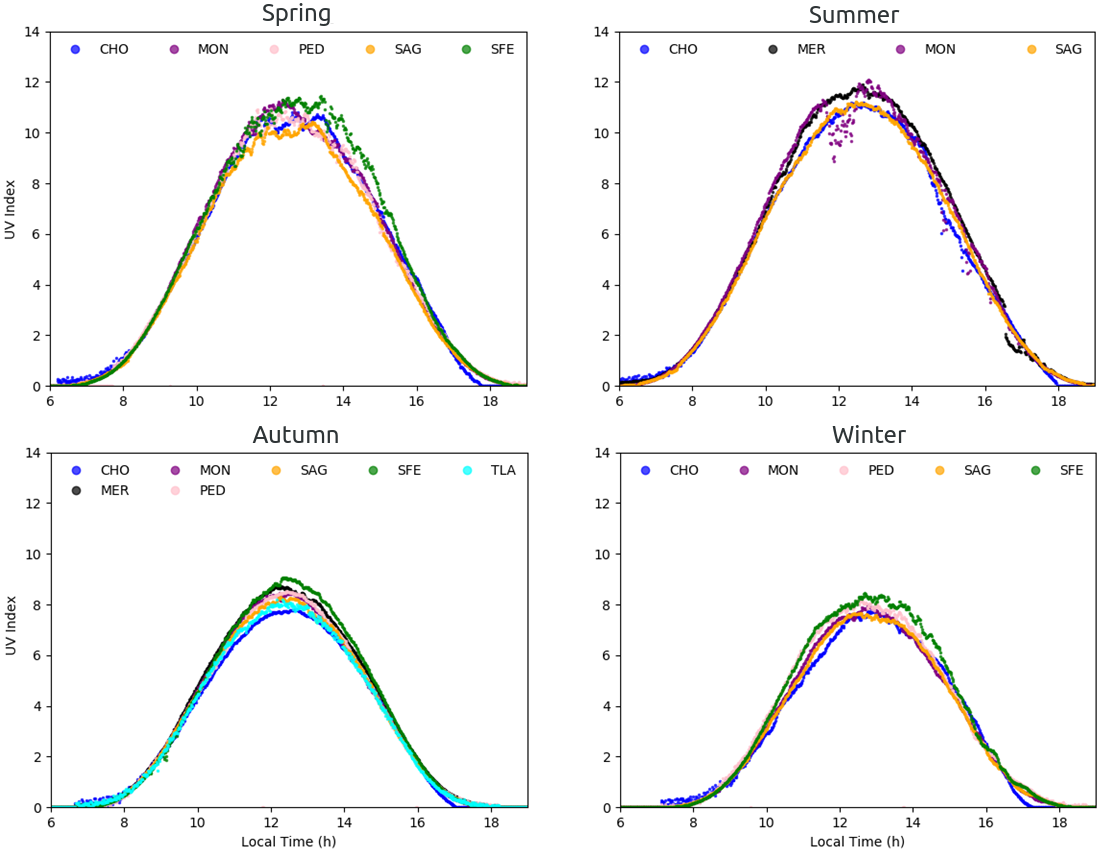 Spring
14
CHO MON PED SAG SFE
12
10
8
UV Index
6
4
2
0
6 8 10 12 14 16 18
Summer
14
CHO MER MON SAG
12
10
8
6
4
2
0
6 8 10 12 14 16 18
Autumn
14
CHO MON SAG SFE TLA
MER PED
12
10
8
UV Index
6
4
2
0
6 8 10 12 14 16 18
Local Time (h)
Winter
14
CHO MON PED SAG SFE
12
10
8
6
4
2
0
6 8 10 12 14 16 18
Local Time (h)